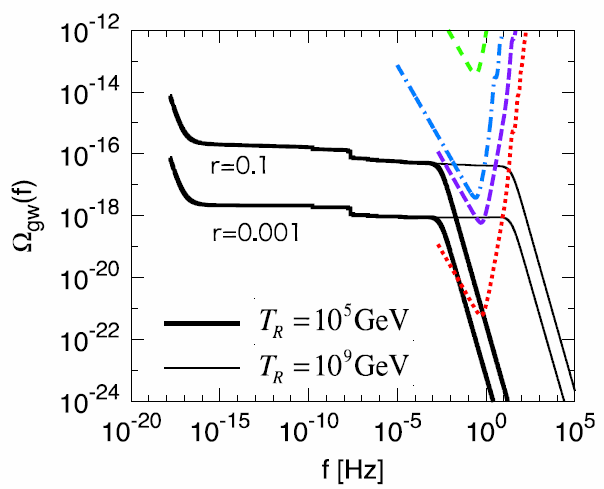 10^-12
10^-14
10^-16
10^-18
10^-20
10^-22
10^-24
Ω_gw(f)
r=0.1
r=0.001
T_R = 10^5 GeV
T_R = 10^9 GeV
10^-20 10^-15 10^-10 10^-5 10^0 10^5
f [Hz]